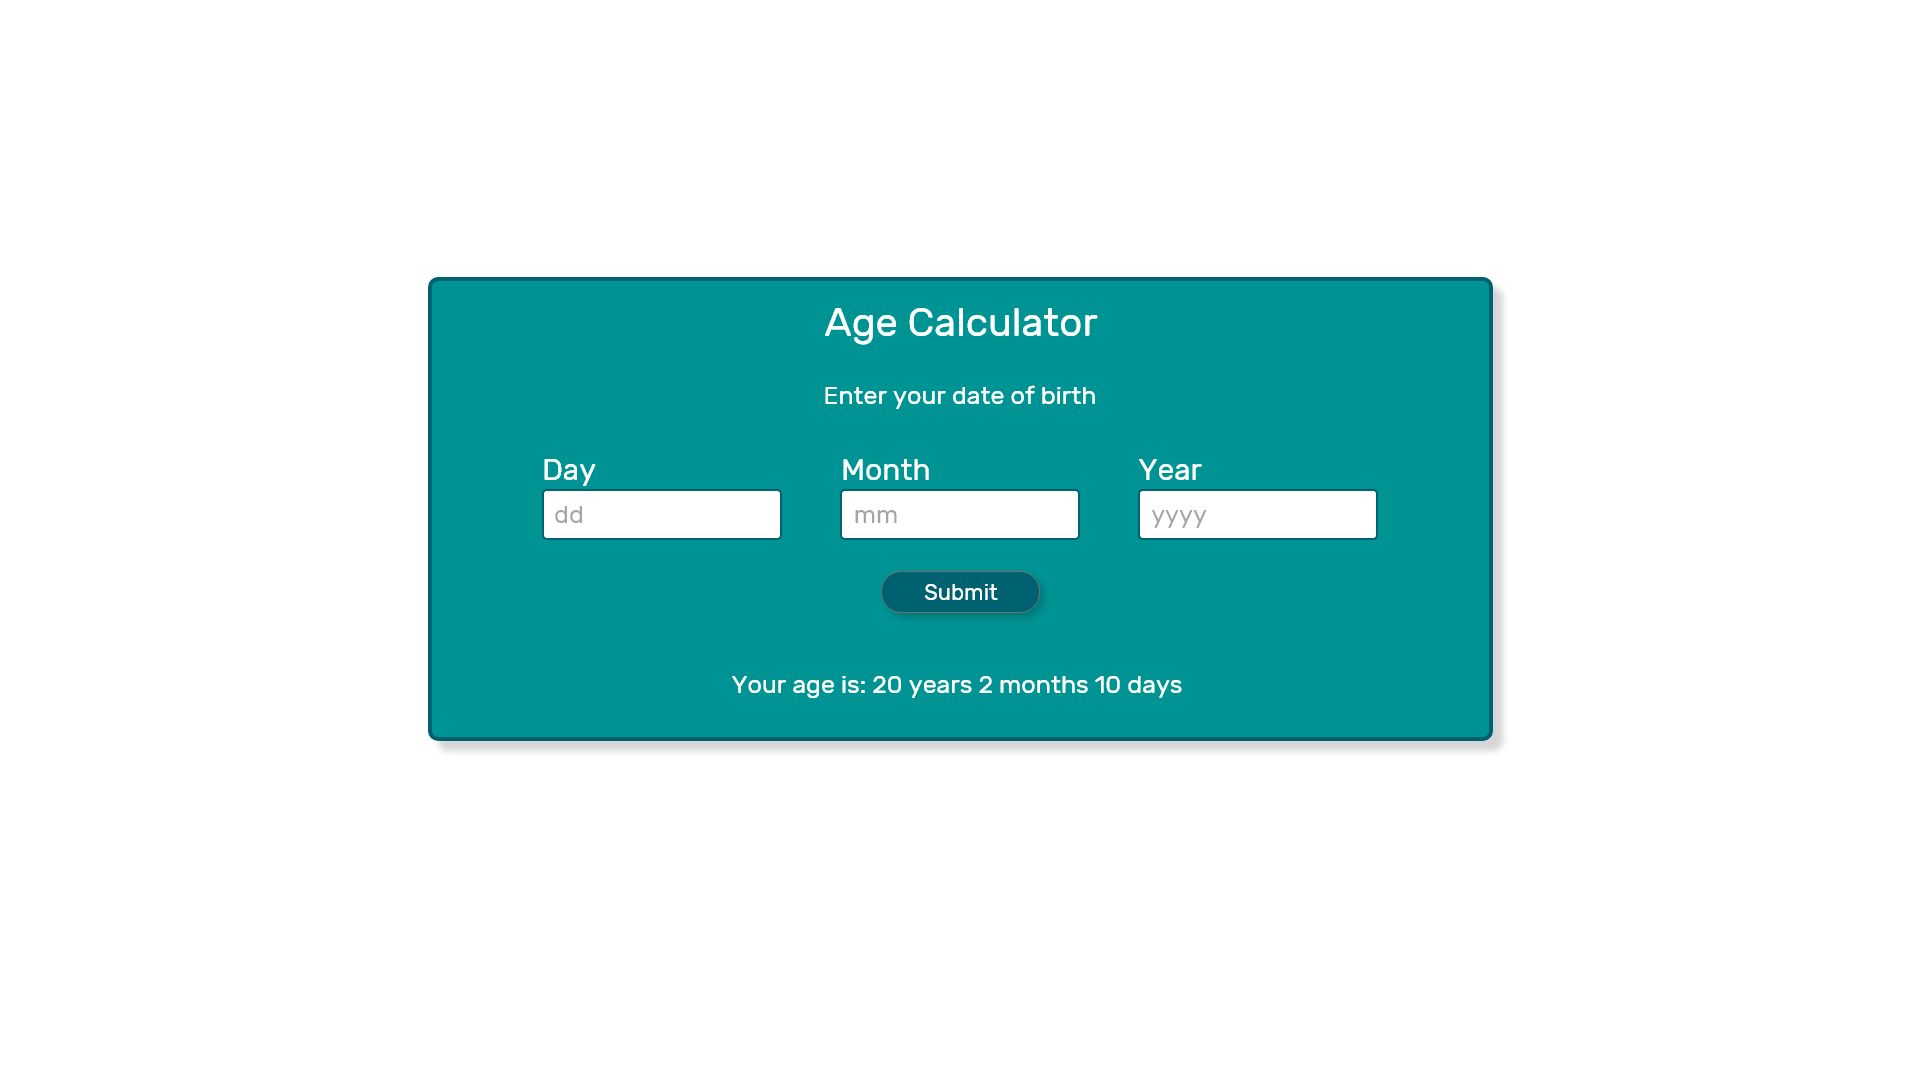 Age Calculator
Enter your date of birth
Day Month Year
dd mm yyyy
Submit
Your age is: 20 years 2 months 10 days